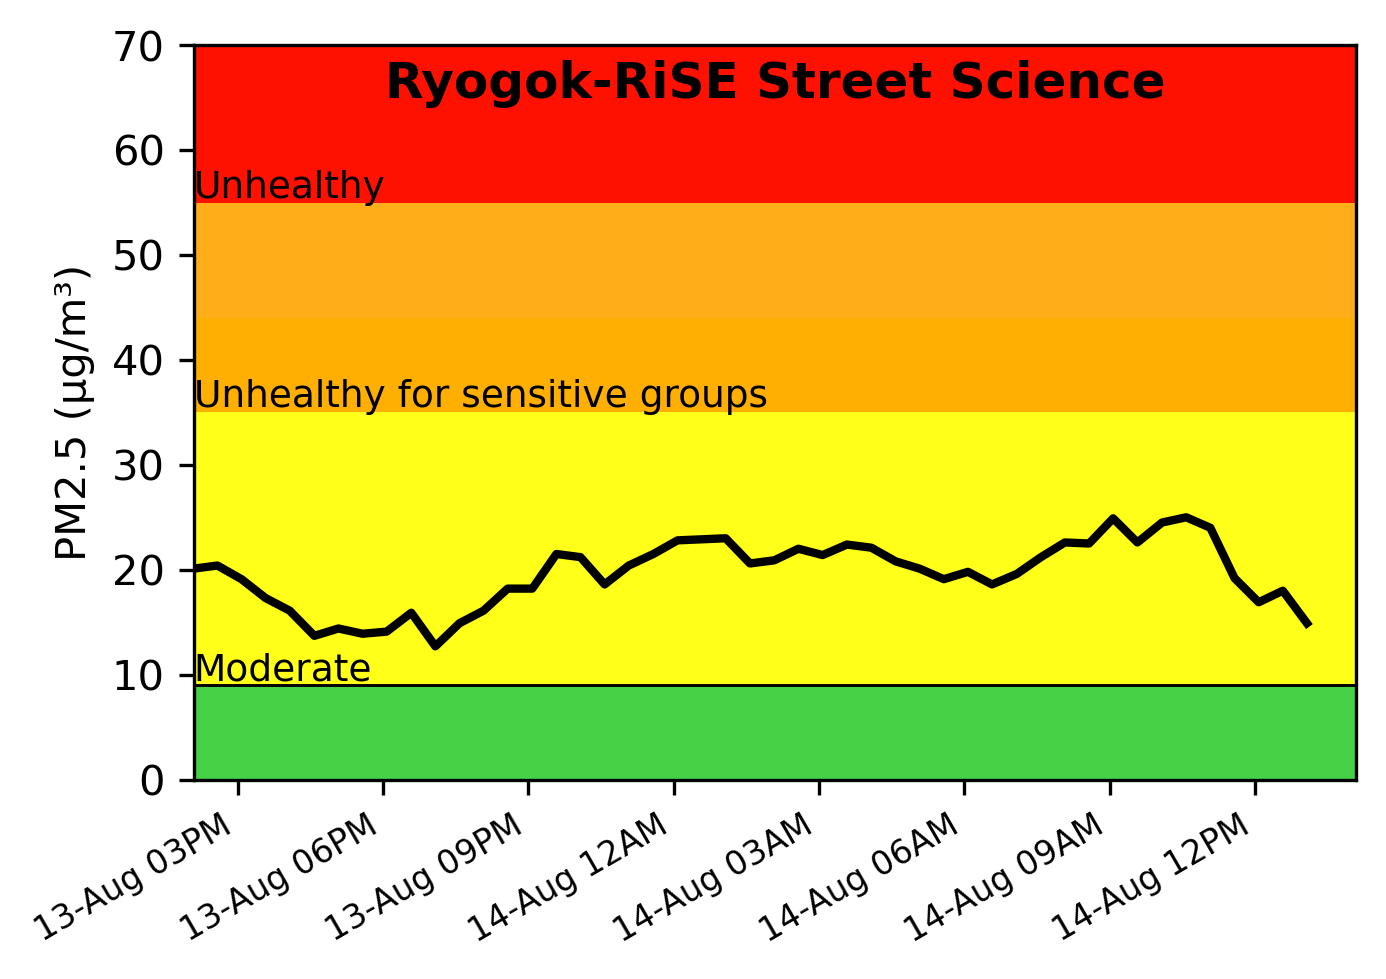 Ryogok-RiSE Street Science
70
60
Unhealthy
50
40
Unhealthy for sensitive groups
30
20
Moderate
10
0
PM2.5 (µg/m³)
13-Aug 03PM
13-Aug 06PM
13-Aug 09PM
14-Aug 12AM
14-Aug 03AM
14-Aug 06AM
14-Aug 09AM
14-Aug 12PM